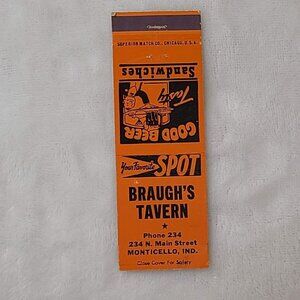 SUPERIOR MATCH CO., CHICAGO, U.S.A.
Sandwiches
Tasty
GOOD BEER
Your Favorite SPOT
BRAUGH'S
TAVERN
Phone 234
234 N. Main Street
MONTICELLO, IND.
Close Cover For Safety